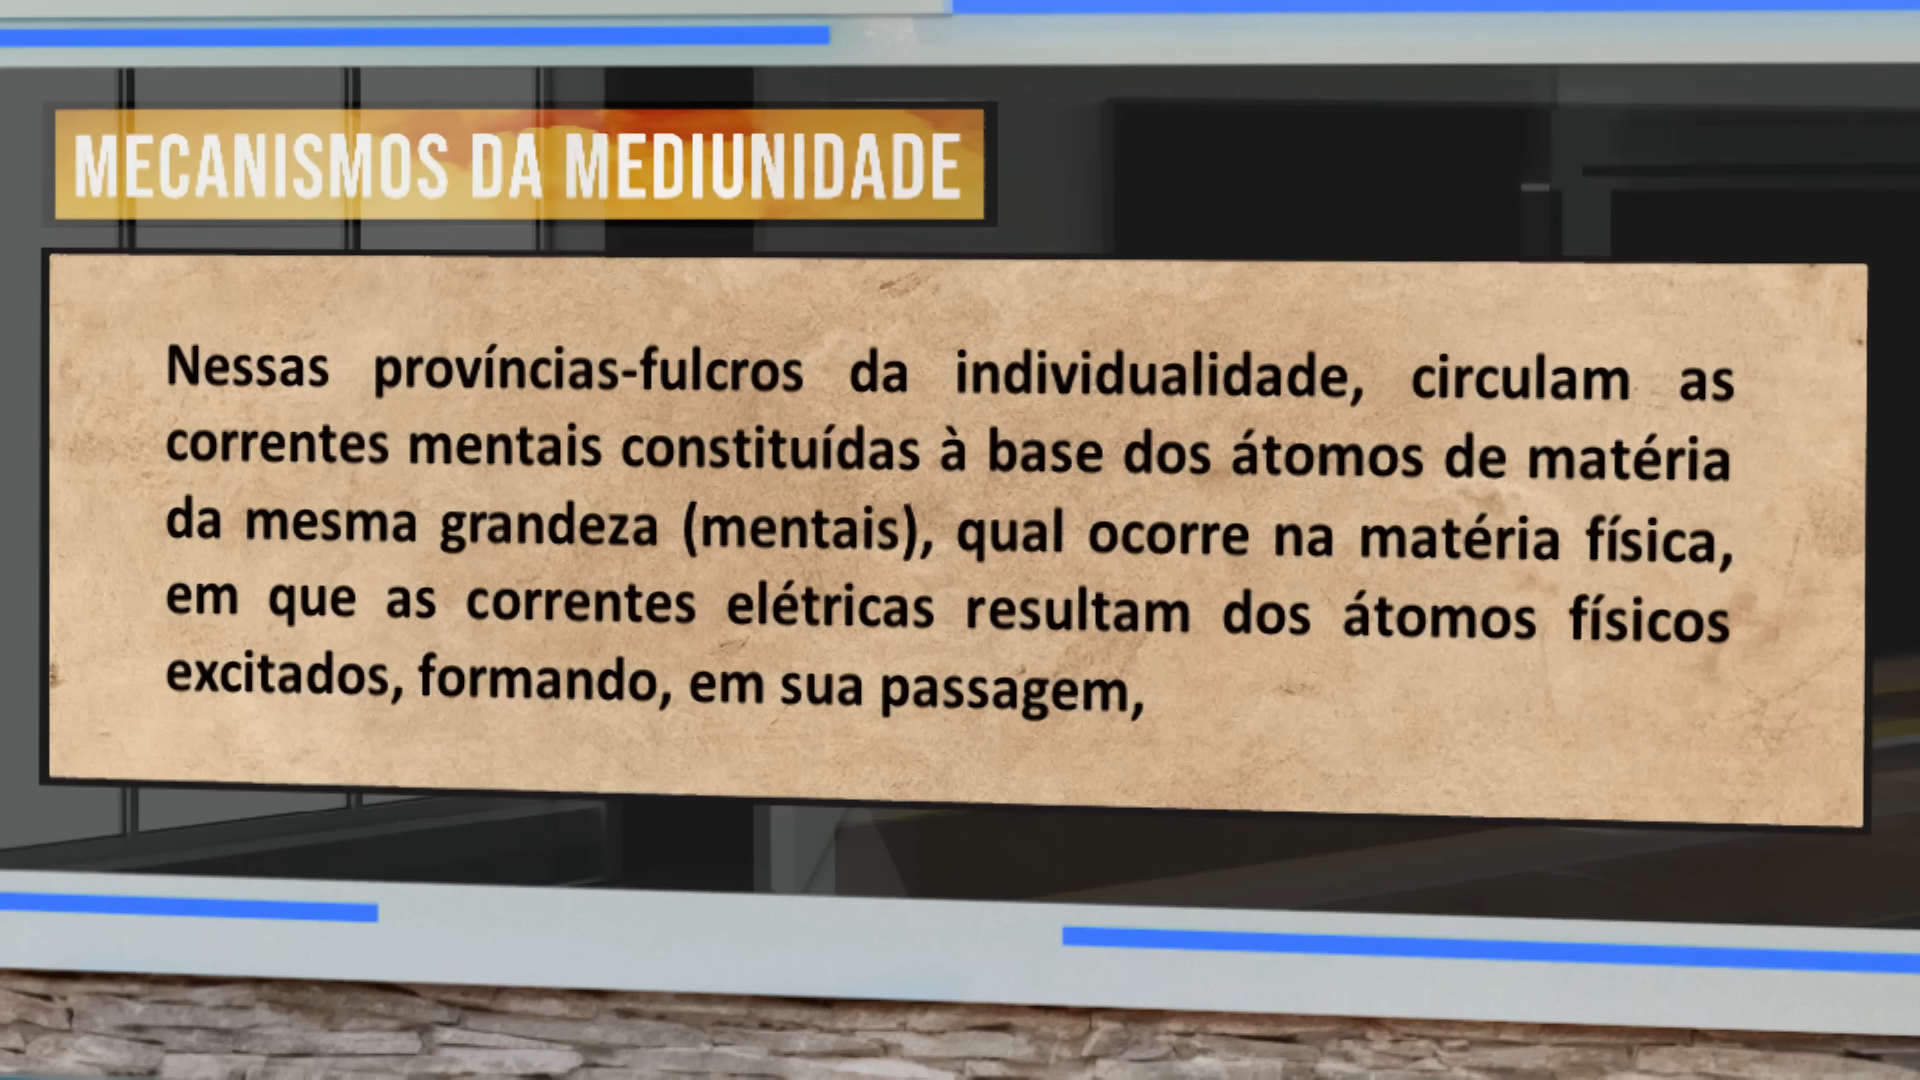 MECANISMOS DA MEDIUNIDADE
Nessas províncias-fulcros da individualidade, circulam as
correntes mentais constituídas à base dos átomos de matéria
da mesma grandeza (mentais), qual ocorre na matéria física,
em que as correntes elétricas resultam dos átomos físicos
excitados, formando, em sua passagem,